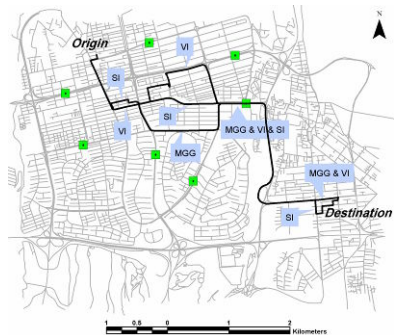 N
Origin
VI
SI
SI
VI
MGG & VI & SI
MGG
MGG & VI
SI
Destination
1 0.5 0 1 2
Kilometers